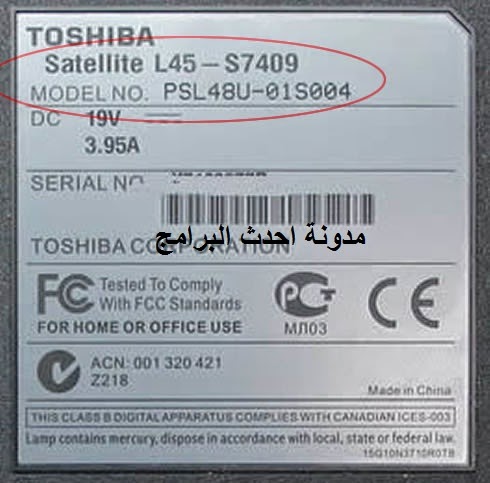 TOSHIBA
Satellite L45-S7409
MODEL NO. PSL48U-01S004
DC 19V
3.95A
SERIAL NO
مدونة احدث البرامج
TOSHIBA CORPORATION
FC Tested To Comply
With FCC Standards
FOR HOME OR OFFICE USE
МЛ03
CE
ACN: 001 320 421
Z218
Made in China
THIS CLASS B DIGITAL APPARATUS COMPLIES WITH CANADIAN ICES-003
Lamp contains mercury, dispose in accordance with local, state or federal law.